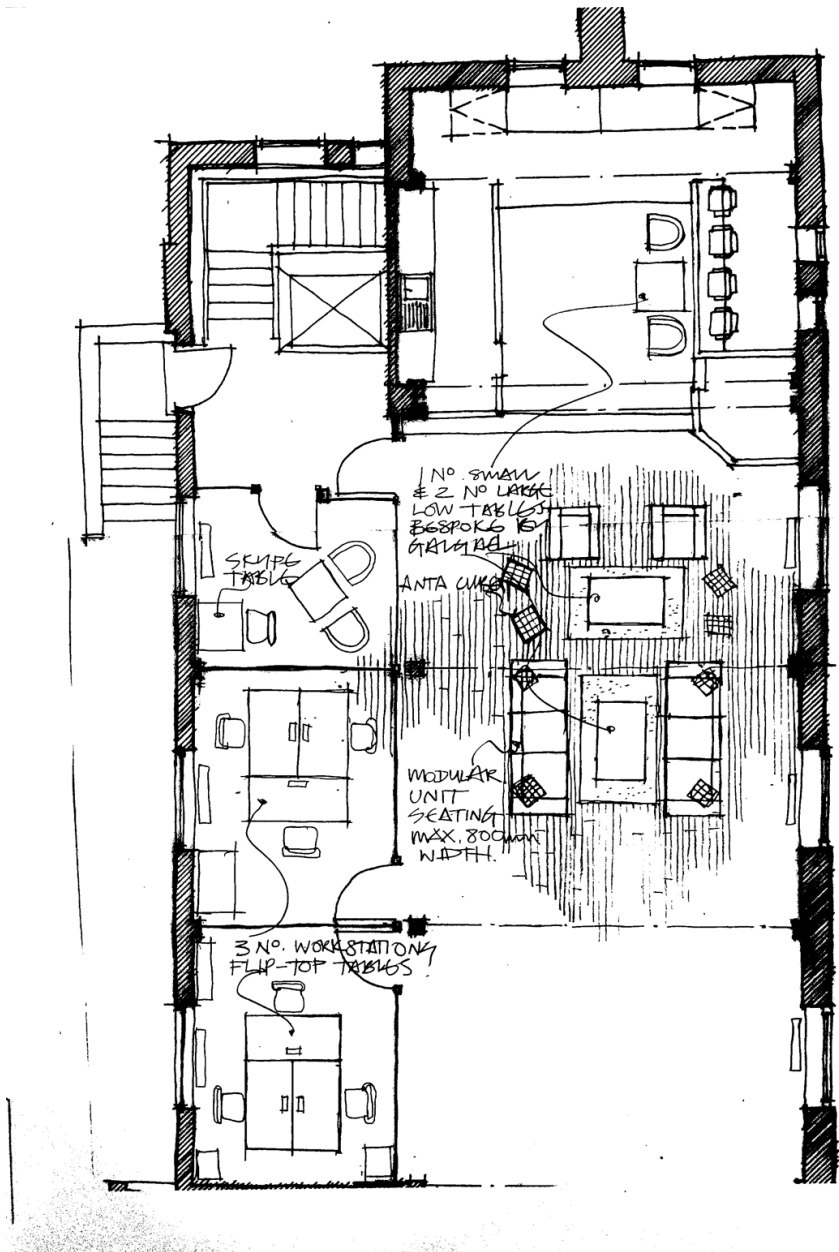 1 NO. SMALL
& 2 NO LARGE
LOW TABLES
BESPOKE BY
GALGAEL
SKYPE
TABLE
ANTA
MODULAR
UNIT
SEATING
MAX. 800mm
WIDTH.
3 NO. WORKSTATIONS
FLIP-TOP TABLES